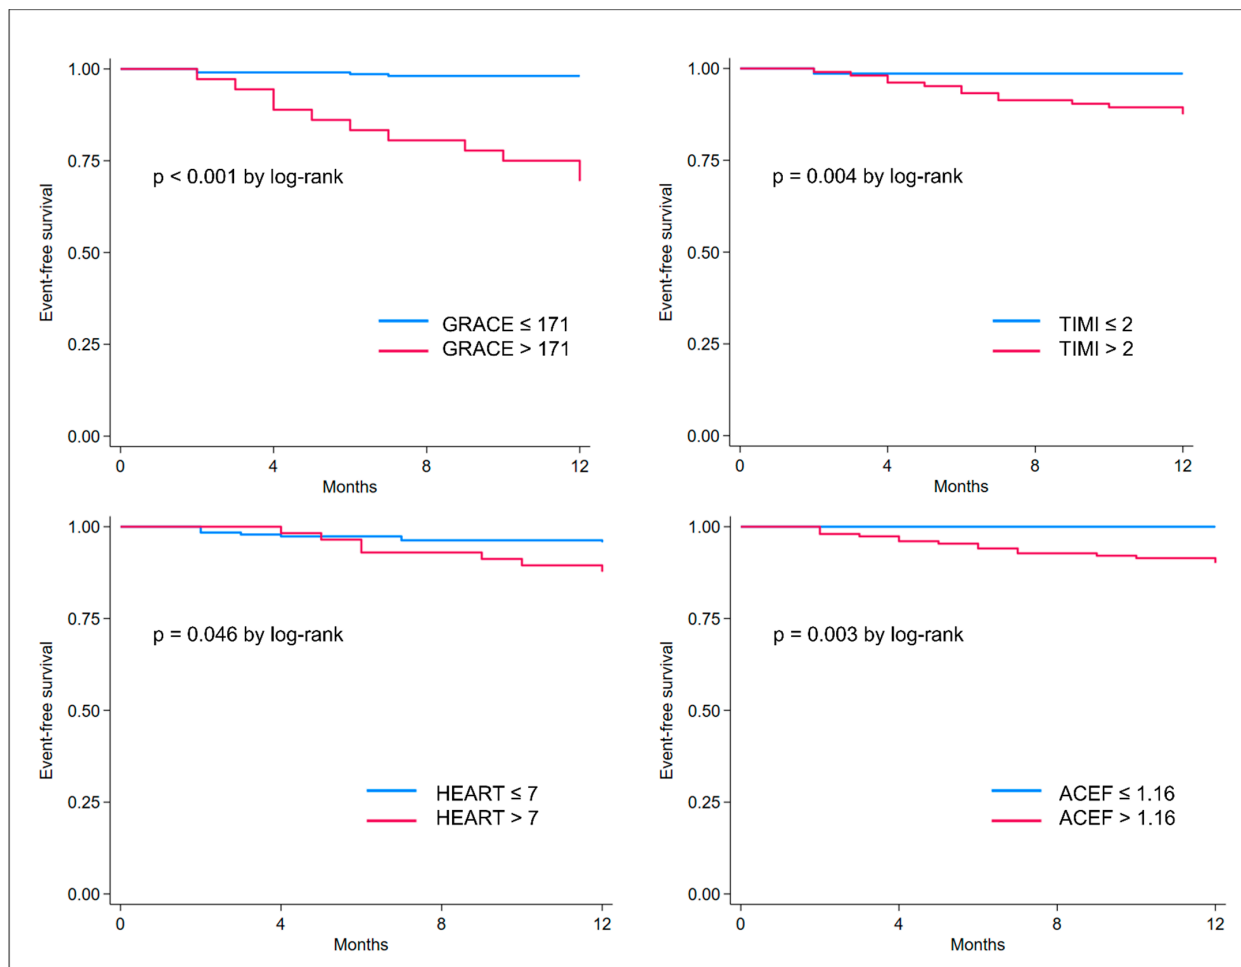 1.00
0.75
0.50
0.25
0.00
Event-free survival
p < 0.001 by log-rank
GRACE ≤ 171
GRACE > 171
0 4 8 12
Months
1.00
0.75
0.50
0.25
0.00
Event-free survival
p = 0.004 by log-rank
TIMI ≤ 2
TIMI > 2
0 4 8 12
Months
1.00
0.75
0.50
0.25
0.00
Event-free survival
p = 0.046 by log-rank
HEART ≤ 7
HEART > 7
0 4 8 12
Months
1.00
0.75
0.50
0.25
0.00
Event-free survival
p = 0.003 by log-rank
ACEF ≤ 1.16
ACEF > 1.16
0 4 8 12
Months